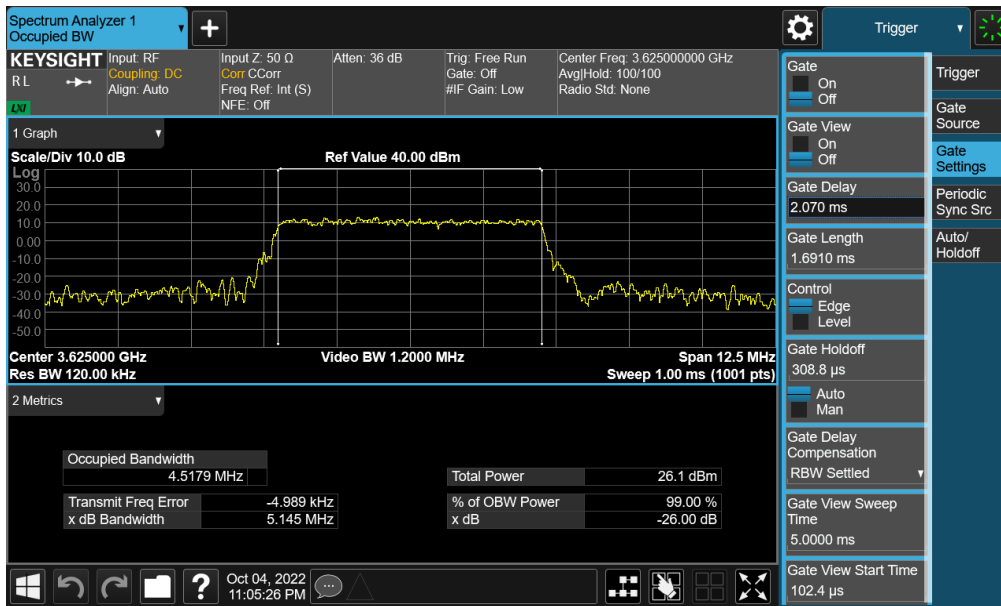 Spectrum Analyzer 1
Occupied BW
Trigger
KEYSIGHT
R L
LXI
Input: RF
Coupling: DC
Align: Auto
Input Z: 50 Ω
Corr CCorr
Freq Ref: Int (S)
NFE: Off
Atten: 36 dB
Trig: Free Run
Gate: Off
#IF Gain: Low
Center Freq: 3.625000000 GHz
Avg|Hold: 100/100
Radio Std: None
1 Graph
Scale/Div 10.0 dB
Ref Value 40.00 dBm
Log
30.0
20.0
10.0
0.00
-10.0
-20.0
-30.0
-40.0
-50.0
Center 3.625000 GHz
Video BW 1.2000 MHz
Span 12.5 MHz
Res BW 120.00 kHz
Sweep 1.00 ms (1001 pts)
2 Metrics
Occupied Bandwidth
4.5179 MHz
Total Power 26.1 dBm
Transmit Freq Error -4.989 kHz
% of OBW Power 99.00 %
x dB Bandwidth 5.145 MHz
x dB -26.00 dB
?
Oct 04, 2022
11:05:26 PM
Gate
On
Off
Gate View
On
Off
Gate Delay
2.070 ms
Gate Length
1.6910 ms
Control
Edge
Level
Gate Holdoff
308.8 µs
Auto
Man
Gate Delay
Compensation
RBW Settled
Gate View Sweep
Time
5.0000 ms
Gate View Start Time
102.4 µs
Trigger
Gate
Source
Gate
Settings
Periodic
Sync Src
Auto/
Holdoff